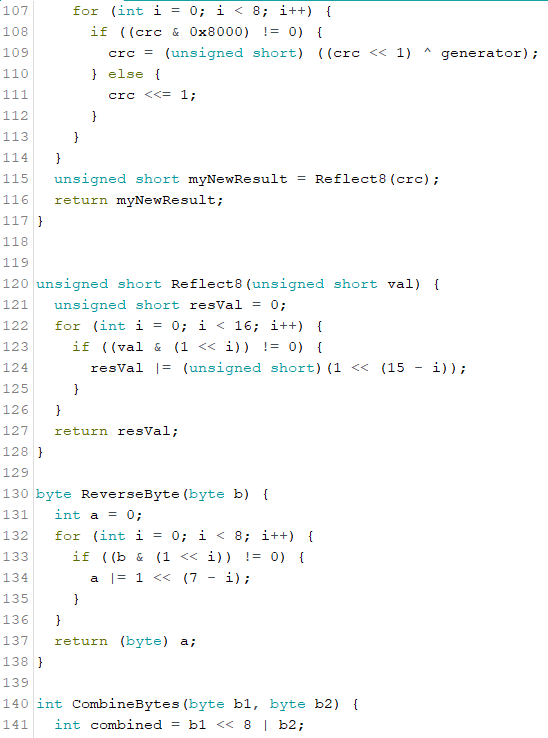 107     for (int i = 0; i < 8; i++) {
108       if ((crc & 0x8000) != 0) {
109         crc = (unsigned short) ((crc << 1) ^ generator);
110       } else {
111         crc <<= 1;
112       }
113     }
114   }
115   unsigned short myNewResult = Reflect8(crc);
116   return myNewResult;
117 }
118
119
120 unsigned short Reflect8(unsigned short val) {
121   unsigned short resVal = 0;
122   for (int i = 0; i < 16; i++) {
123     if ((val & (1 << i)) != 0) {
124       resVal |= (unsigned short)(1 << (15 - i));
125     }
126   }
127   return resVal;
128 }
129
130 byte ReverseByte(byte b) {
131   int a = 0;
132   for (int i = 0; i < 8; i++) {
133     if ((b & (1 << i)) != 0) {
134       a |= 1 << (7 - i);
135     }
136   }
137   return (byte) a;
138 }
139
140 int CombineBytes(byte b1, byte b2) {
141   int combined = b1 << 8 | b2;